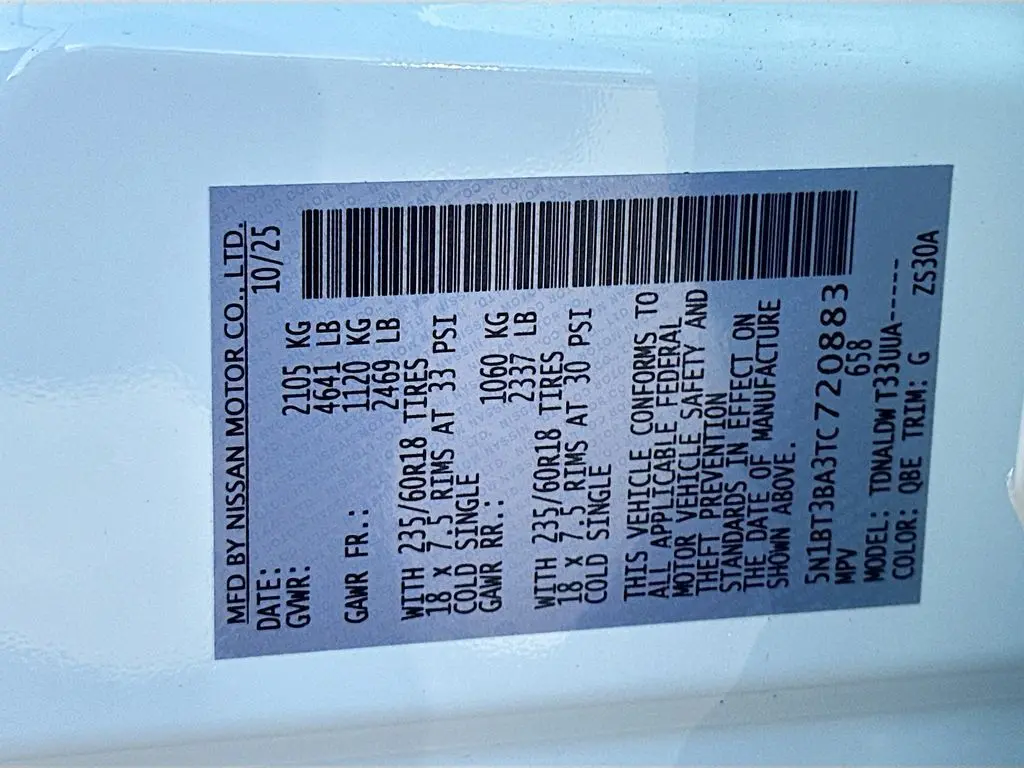 MFD BY NISSAN MOTOR CO., LTD.
DATE: 10/25
GVWR: 2105 KG
4641 LB
GAWR FR.: 1120 KG
2469 LB
WITH 235/60R18 TIRES
18 X 7.5 RIMS AT 33 PSI
COLD SINGLE
GAWR RR.: 1060 KG
2337 LB
WITH 235/60R18 TIRES
18 X 7.5 RIMS AT 30 PSI
COLD SINGLE
THIS VEHICLE CONFORMS TO
ALL APPLICABLE FEDERAL
MOTOR VEHICLE SAFETY AND
THEFT PREVENTION
STANDARDS IN EFFECT ON
THE DATE OF MANUFACTURE
SHOWN ABOVE.
5N1BT3BA3TC720883
MPV 658
MODEL: TDNALDW T33UUA-----
COLOR: QBE TRIM: G ZS30A